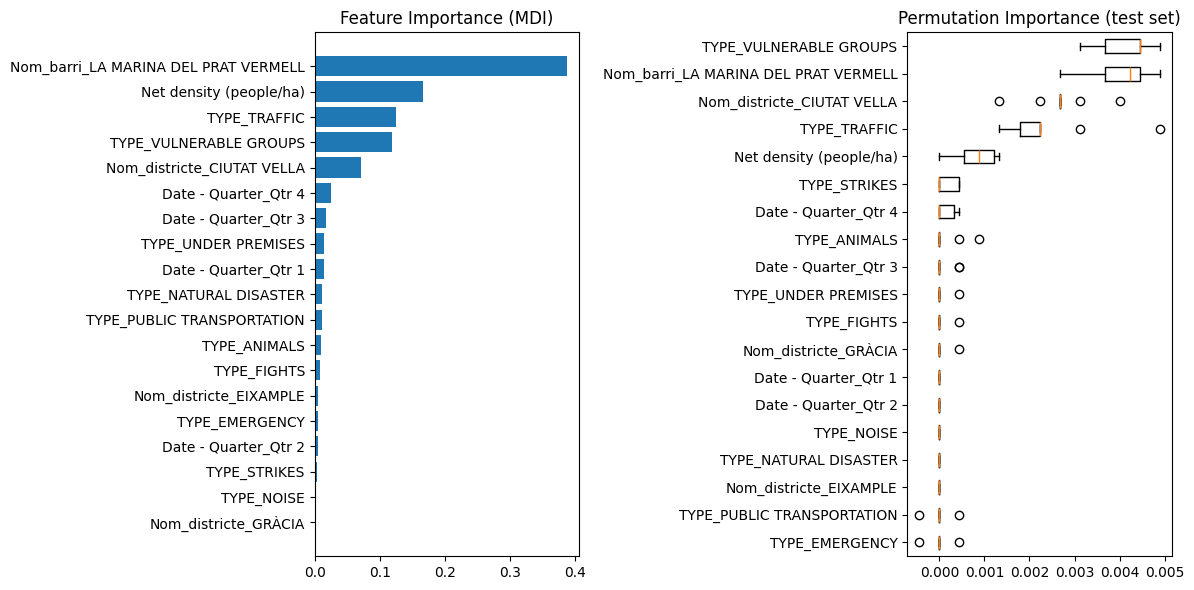 Feature Importance (MDI)
Nom_barri_LA MARINA DEL PRAT VERMELL
Net density (people/ha)
TYPE_TRAFFIC
TYPE_VULNERABLE GROUPS
Nom_districte_CIUTAT VELLA
Date - Quarter_Qtr 4
Date - Quarter_Qtr 3
TYPE_UNDER PREMISES
Date - Quarter_Qtr 1
TYPE_NATURAL DISASTER
TYPE_PUBLIC TRANSPORTATION
TYPE_ANIMALS
TYPE_FIGHTS
Nom_districte_EIXAMPLE
TYPE_EMERGENCY
Date - Quarter_Qtr 2
TYPE_STRIKES
TYPE_NOISE
Nom_districte_GRÀCIA
0.0 0.1 0.2 0.3 0.4
Permutation Importance (test set)
TYPE_VULNERABLE GROUPS
Nom_barri_LA MARINA DEL PRAT VERMELL
Nom_districte_CIUTAT VELLA
TYPE_TRAFFIC
Net density (people/ha)
TYPE_STRIKES
Date - Quarter_Qtr 4
TYPE_ANIMALS
Date - Quarter_Qtr 3
TYPE_UNDER PREMISES
TYPE_FIGHTS
Nom_districte_GRÀCIA
Date - Quarter_Qtr 1
Date - Quarter_Qtr 2
TYPE_NOISE
TYPE_NATURAL DISASTER
Nom_districte_EIXAMPLE
TYPE_PUBLIC TRANSPORTATION
TYPE_EMERGENCY
0.000 0.001 0.002 0.003 0.004 0.005